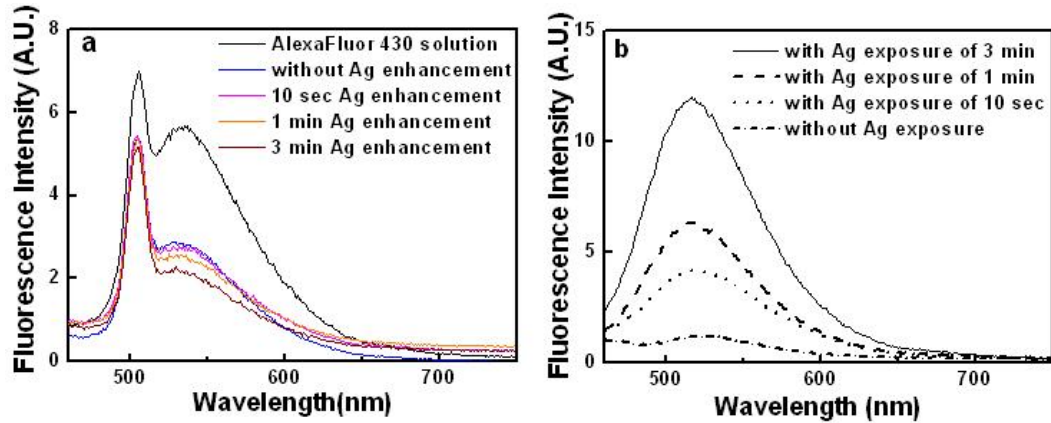 a
AlexaFluor 430 solution
without Ag enhancement
10 sec Ag enhancement
1 min Ag enhancement
3 min Ag enhancement
Fluorescence Intensity (A.U.)
8
6
4
2
0
500
600
700
Wavelength(nm)
b
with Ag exposure of 3 min
with Ag exposure of 1 min
with Ag exposure of 10 sec
without Ag exposure
Fluorescence Intensity (A.U.)
15
10
5
0
500
600
700
Wavelength (nm)